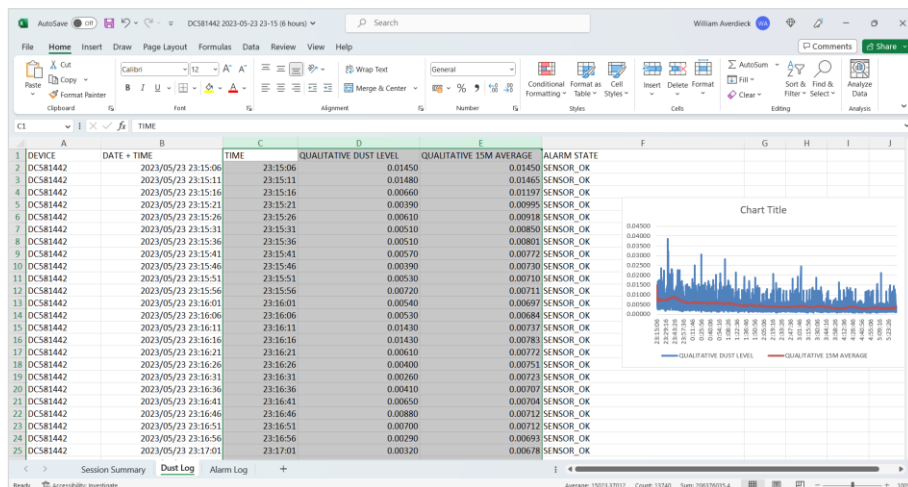 AutoSave Off DC581442 2023-05-23 23-15 (6 hours) Search William Averdieck WA
File Home Insert Draw Page Layout Formulas Data Review View Help Comments Share
Paste Cut Copy Format Painter Clipboard
Calibri 12 A A B I U A Font
Wrap Text Merge & Center Alignment
General % Number
Conditional Formatting Format as Table Cell Styles Styles
Insert Delete Format Cells
AutoSum Fill Clear Sort & Filter Find & Select Editing
Analyze Data Analysis
C1 fx TIME
A B C D E F G H I J
1 DEVICE DATE + TIME TIME QUALITATIVE DUST LEVEL QUALITATIVE 15M AVERAGE ALARM STATE
2 DC581442 2023/05/23 23:15:06 23:15:06 0.01450 0.01450 SENSOR_OK
3 DC581442 2023/05/23 23:15:11 23:15:11 0.01480 0.01465 SENSOR_OK
4 DC581442 2023/05/23 23:15:16 23:15:16 0.00660 0.01197 SENSOR_OK
5 DC581442 2023/05/23 23:15:21 23:15:21 0.00390 0.00995 SENSOR_OK
6 DC581442 2023/05/23 23:15:26 23:15:26 0.00610 0.00918 SENSOR_OK
7 DC581442 2023/05/23 23:15:31 23:15:31 0.00510 0.00850 SENSOR_OK
8 DC581442 2023/05/23 23:15:36 23:15:36 0.00510 0.00801 SENSOR_OK
9 DC581442 2023/05/23 23:15:41 23:15:41 0.00570 0.00772 SENSOR_OK
10 DC581442 2023/05/23 23:15:46 23:15:46 0.00390 0.00730 SENSOR_OK
11 DC581442 2023/05/23 23:15:51 23:15:51 0.00530 0.00710 SENSOR_OK
12 DC581442 2023/05/23 23:15:56 23:15:56 0.00720 0.00711 SENSOR_OK
13 DC581442 2023/05/23 23:16:01 23:16:01 0.00540 0.00697 SENSOR_OK
14 DC581442 2023/05/23 23:16:06 23:16:06 0.00530 0.00684 SENSOR_OK
15 DC581442 2023/05/23 23:16:11 23:16:11 0.01430 0.00737 SENSOR_OK
16 DC581442 2023/05/23 23:16:16 23:16:16 0.01430 0.00783 SENSOR_OK
17 DC581442 2023/05/23 23:16:21 23:16:21 0.00610 0.00772 SENSOR_OK
18 DC581442 2023/05/23 23:16:26 23:16:26 0.00400 0.00751 SENSOR_OK
19 DC581442 2023/05/23 23:16:31 23:16:31 0.00260 0.00723 SENSOR_OK
20 DC581442 2023/05/23 23:16:36 23:16:36 0.00410 0.00707 SENSOR_OK
21 DC581442 2023/05/23 23:16:41 23:16:41 0.00650 0.00704 SENSOR_OK
22 DC581442 2023/05/23 23:16:46 23:16:46 0.00880 0.00712 SENSOR_OK
23 DC581442 2023/05/23 23:16:51 23:16:51 0.00700 0.00712 SENSOR_OK
24 DC581442 2023/05/23 23:16:56 23:16:56 0.00290 0.00693 SENSOR_OK
25 DC581442 2023/05/23 23:17:01 23:17:01 0.00320 0.00678 SENSOR_OK
Chart Title
0.04500
0.04000
0.03500
0.03000
0.02500
0.02000
0.01500
0.01000
0.00500
0.00000
QUALITATIVE DUST LEVEL QUALITATIVE 15M AVERAGE
Session Summary Dust Log Alarm Log +
Ready Accessibility: Investigate